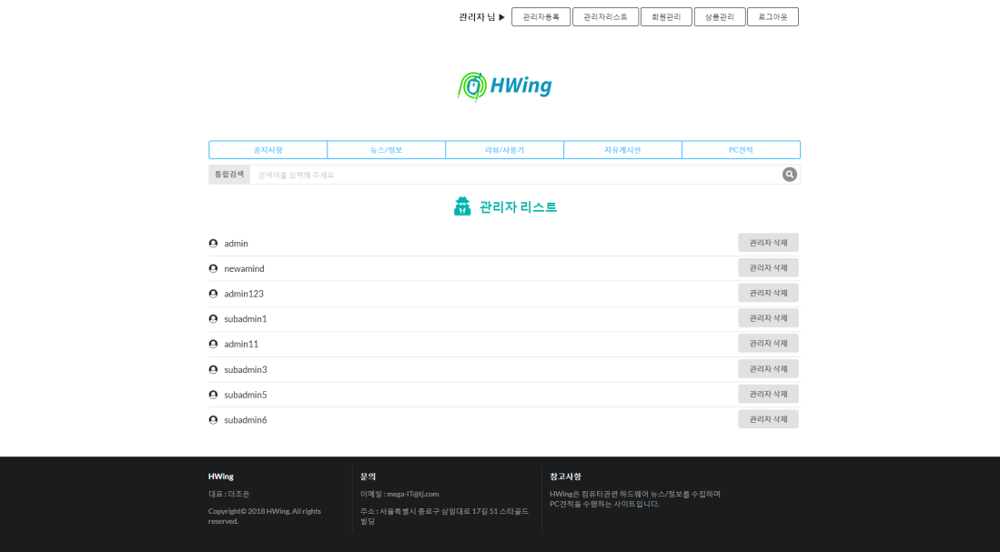 관리자 님 ▶ 관리자등록 관리자리스트 회원관리 상품관리 로그아웃
HWing
공지사항 뉴스/정보 리뷰/사용기 자유게시판 PC견적
통합검색 검색어를 입력해 주세요
관리자 리스트
admin 관리자 삭제
newamind 관리자 삭제
admin123 관리자 삭제
subadmin1 관리자 삭제
admin11 관리자 삭제
subadmin3 관리자 삭제
subadmin5 관리자 삭제
subadmin6 관리자 삭제
HWing
대표 : 더조은
Copyright© 2018 HWing. All rights
reserved.
문의
이메일 : mega-IT@tj.com
주소 : 서울특별시 종로구 삼일대로 17길 51 스타골드
빌딩
참고사항
HWing은 컴퓨터관련 하드웨어 뉴스/정보를 수집하며
PC견적을 수행하는 사이트입니다.